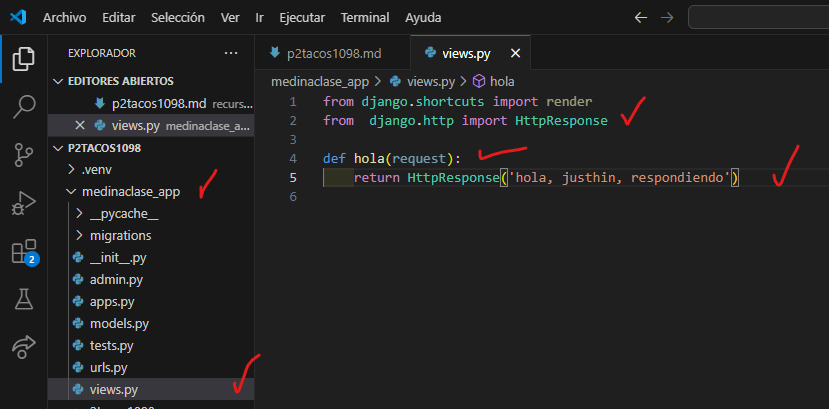 Archivo Editar Selección Ver Ir Ejecutar Terminal Ayuda
EXPLORADOR ...
p2tacos1098.md
views.py
EDITORES ABIERTOS
p2tacos1098.md recurs...
views.py medinaclase_a...
P2TACOS1098
.venv
medinaclase_app
__pycache__
migrations
__init__.py
admin.py
apps.py
models.py
tests.py
urls.py
views.py
2
medinaclase_app > views.py > hola
1 from django.shortcuts import render
2 from  django.http import HttpResponse
3
4 def hola(request):
5     return HttpResponse('hola, justhin, respondiendo')
6